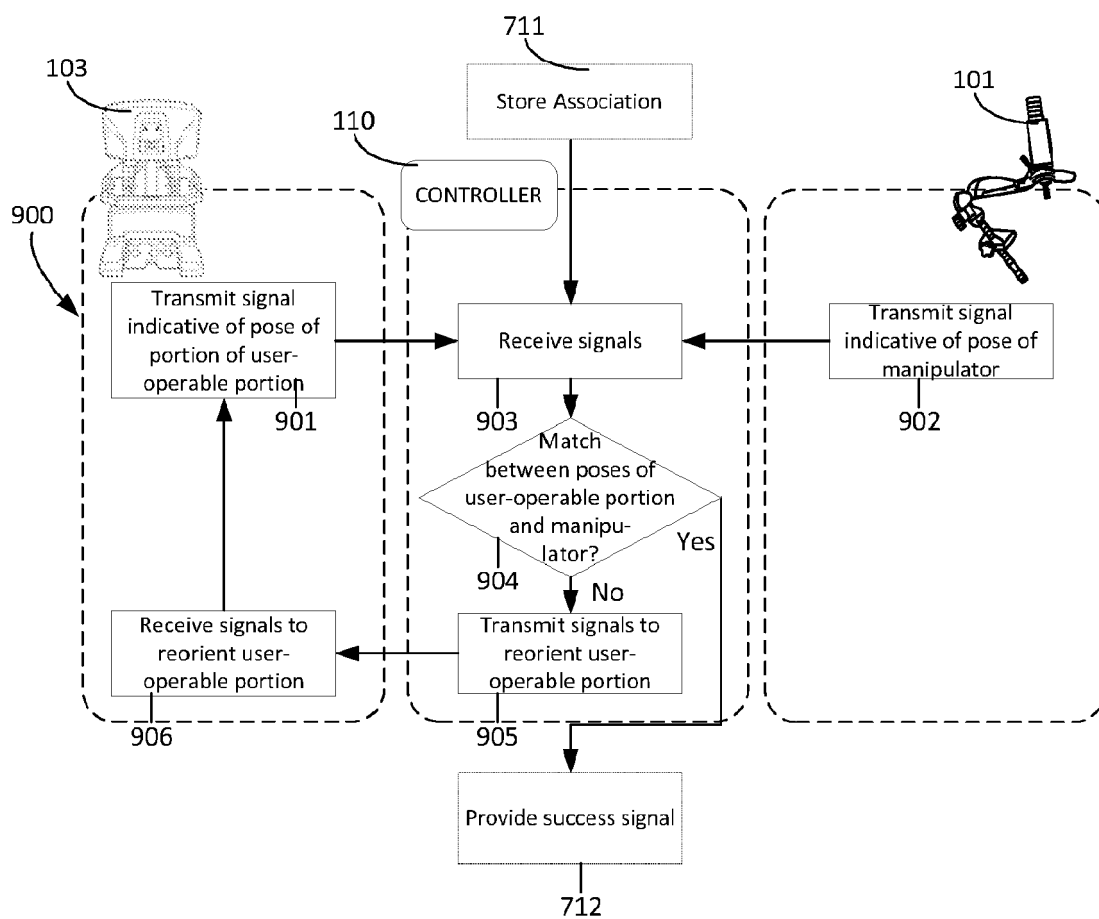 711
103
Store Association
101
110
CONTROLLER
900
Transmit signal
indicative of pose of
portion of user-
operable portion
901
Receive signals
903
Transmit signal
indicative of pose of
manipulator
902
Match
between poses of
user-operable portion
and manipu-
lator?
904
Yes
No
Receive signals to
reorient user-
operable portion
906
Transmit signals to
reorient user-
operable portion
905
Provide success signal
712